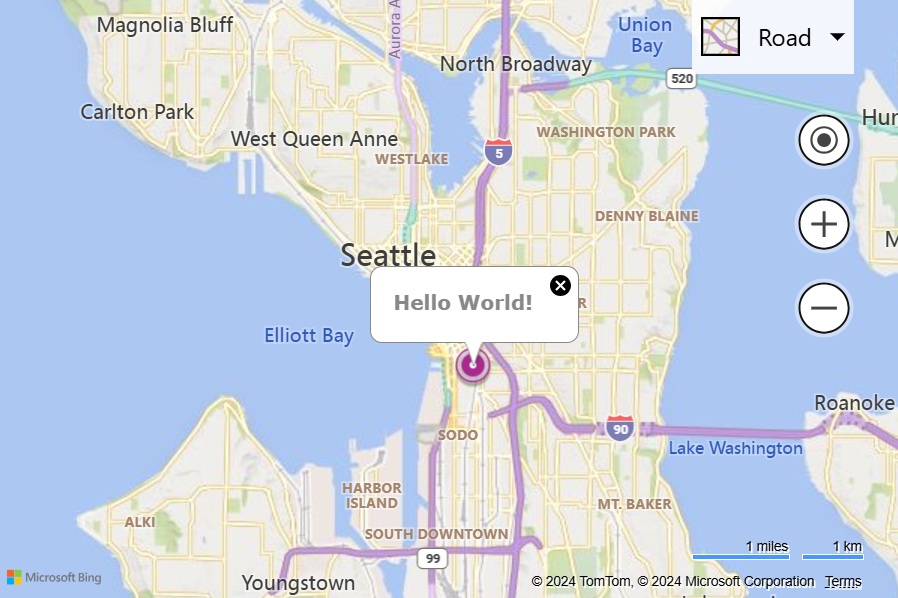 Magnolia Bluff
Aurora A
Union
Bay
Road
North Broadway
520
Carlton Park
Hun
West Queen Anne
WASHINGTON PARK
5
WESTLAKE
DENNY BLAINE
M
Seattle
Hello World!
R
Elliott Bay
Roanoke
90
SODO
Lake Washington
HARBOR
ISLAND
MT. BAKER
ALKI
SOUTH DOWNTOWN
1 miles
1 km
99
Microsoft Bing
Youngstown
© 2024 TomTom, © 2024 Microsoft Corporation
Terms